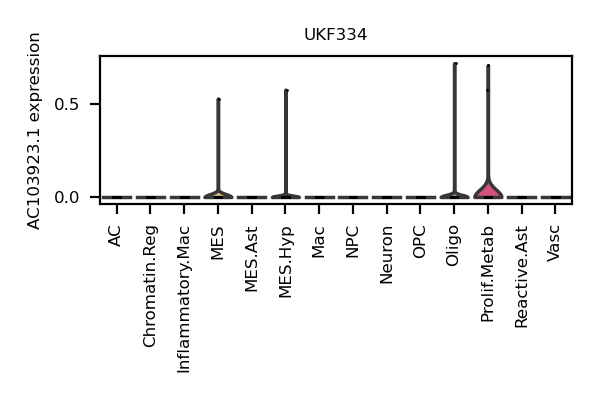 UKF334
AC103923.1 expression
0.5
0.0
AC
Chromatin.Reg
Inflammatory.Mac
MES
MES.Ast
MES.Hyp
Mac
NPC
Neuron
OPC
Oligo
Prolif.Metab
Reactive.Ast
Vasc